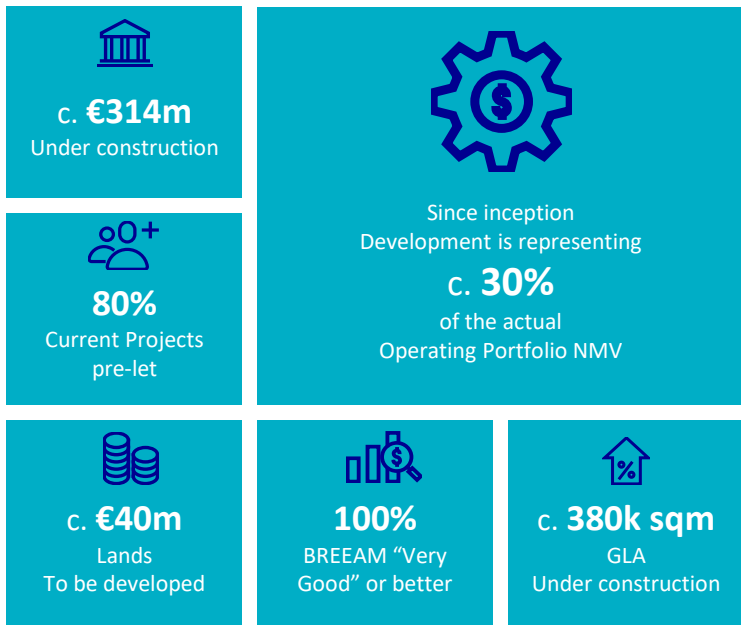 c. €314m
Under construction
$
Since inception
Development is representing
c. 30%
of the actual
Operating Portfolio NMV
80%
Current Projects
pre-let
c. €40m
Lands
To be developed
$
100%
BREEAM “Very
Good” or better
%
c. 380k sqm
GLA
Under construction